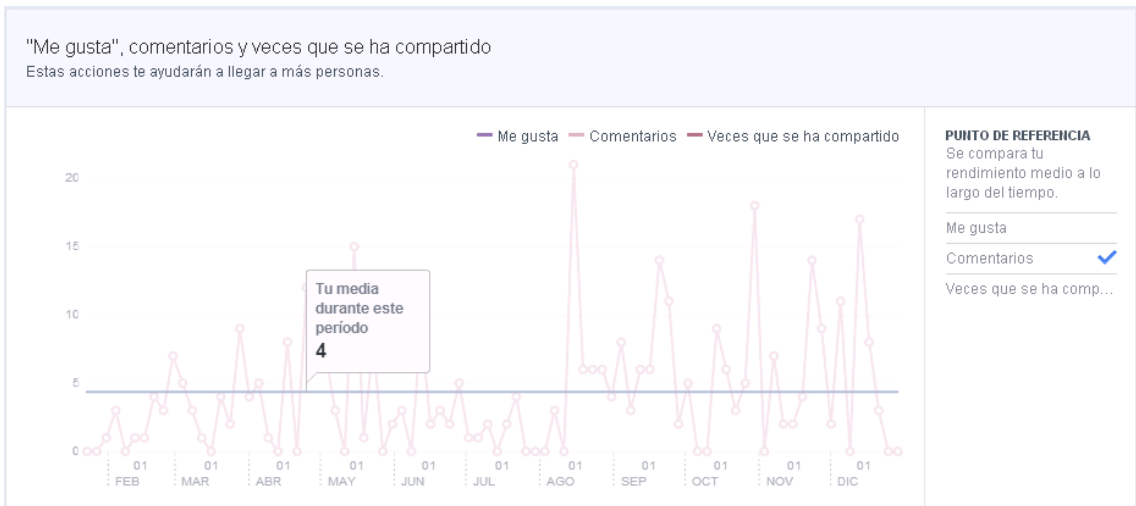 "Me gusta", comentarios y veces que se ha compartido
Estas acciones te ayudarán a llegar a más personas.
Me gusta Comentarios Veces que se ha compartido
20
15
10
5
0
Tu media
durante este
período
4
01 01 01 01 01 01 01 01 01 01 01
FEB MAR ABR MAY JUN JUL AGO SEP OCT NOV DIC
PUNTO DE REFERENCIA
Se compara tu
rendimiento medio a lo
largo del tiempo.
Me gusta
Comentarios
Veces que se ha comp...